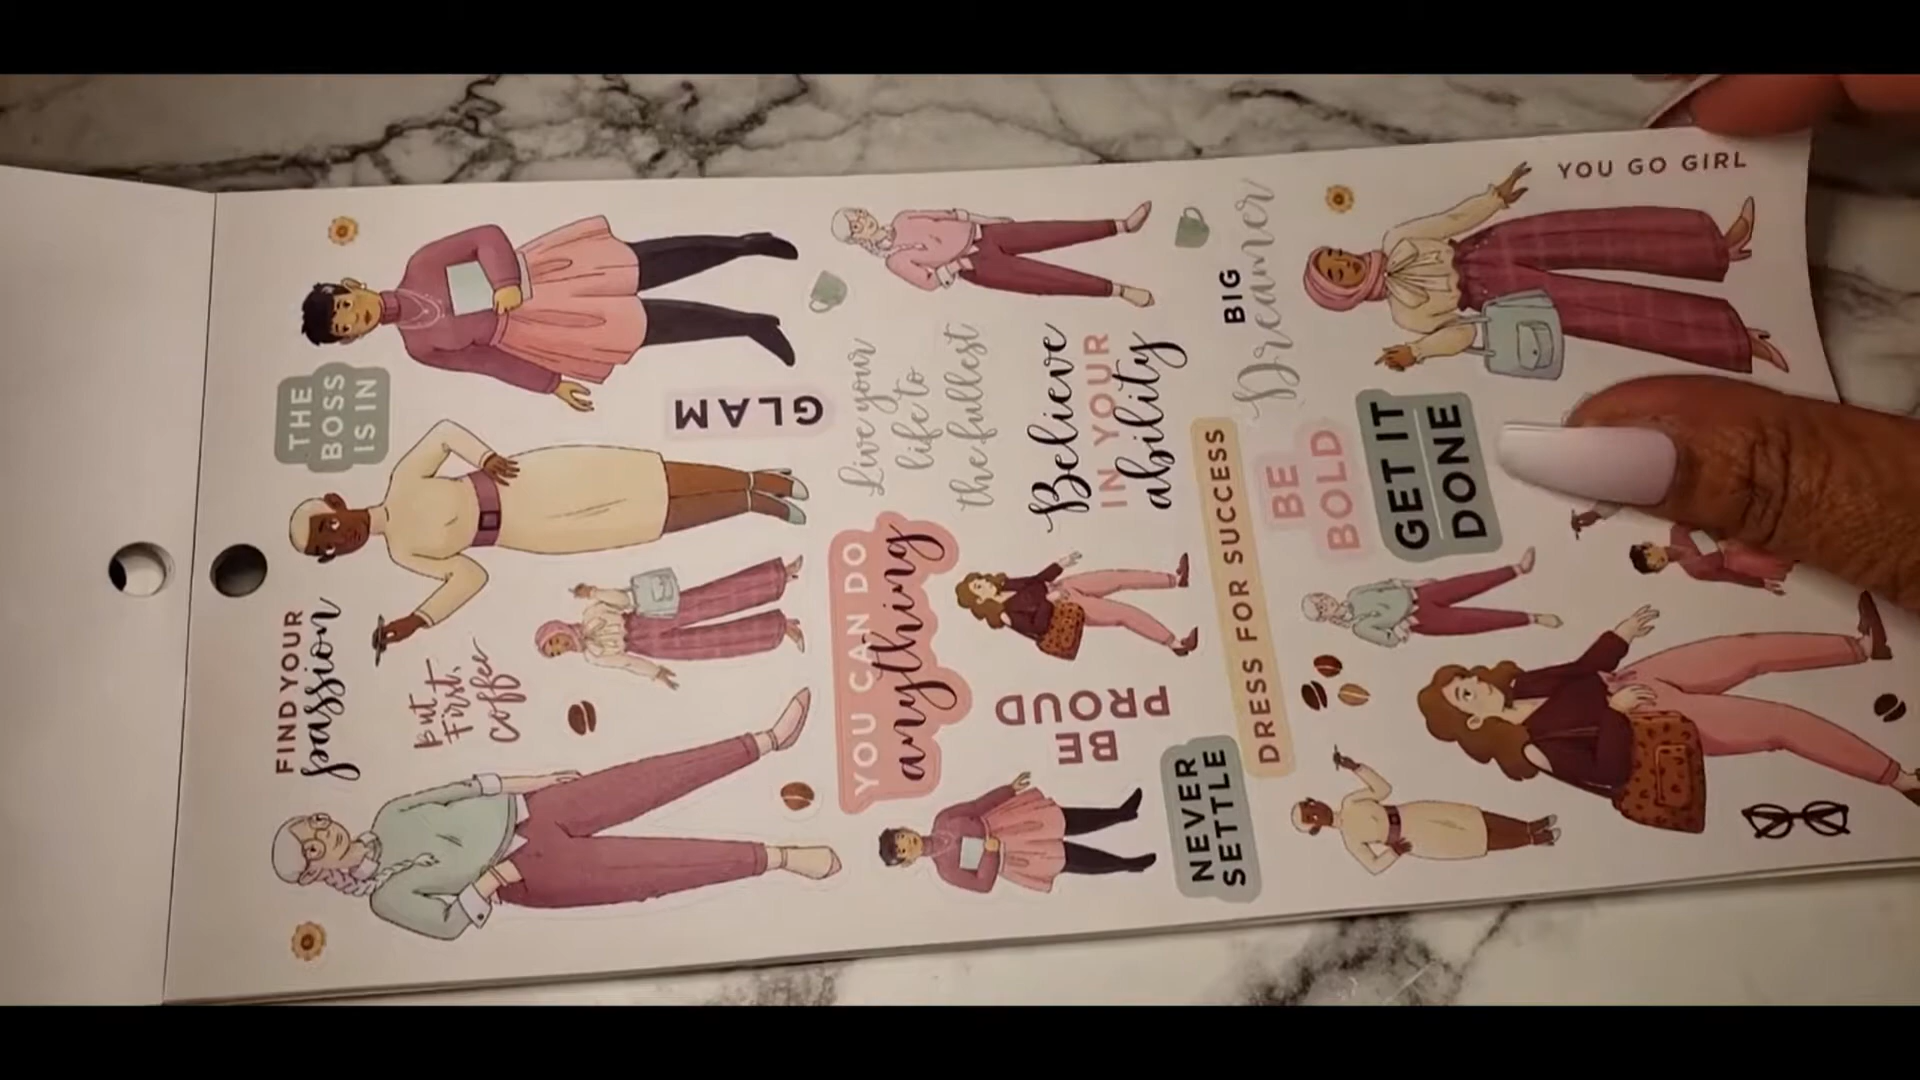 THE
BOSS
IS IN
FIND YOUR
passion
but
First,
coffee
GLAM
Live your
life to
the fullest
YOU CAN DO
anything
Believe
IN YOUR
ability
BE
PROUD
NEVER
SETTLE
BIG
Dreamer
DRESS FOR SUCCESS
BE
BOLD
GET IT
DONE
YOU GO GIRL